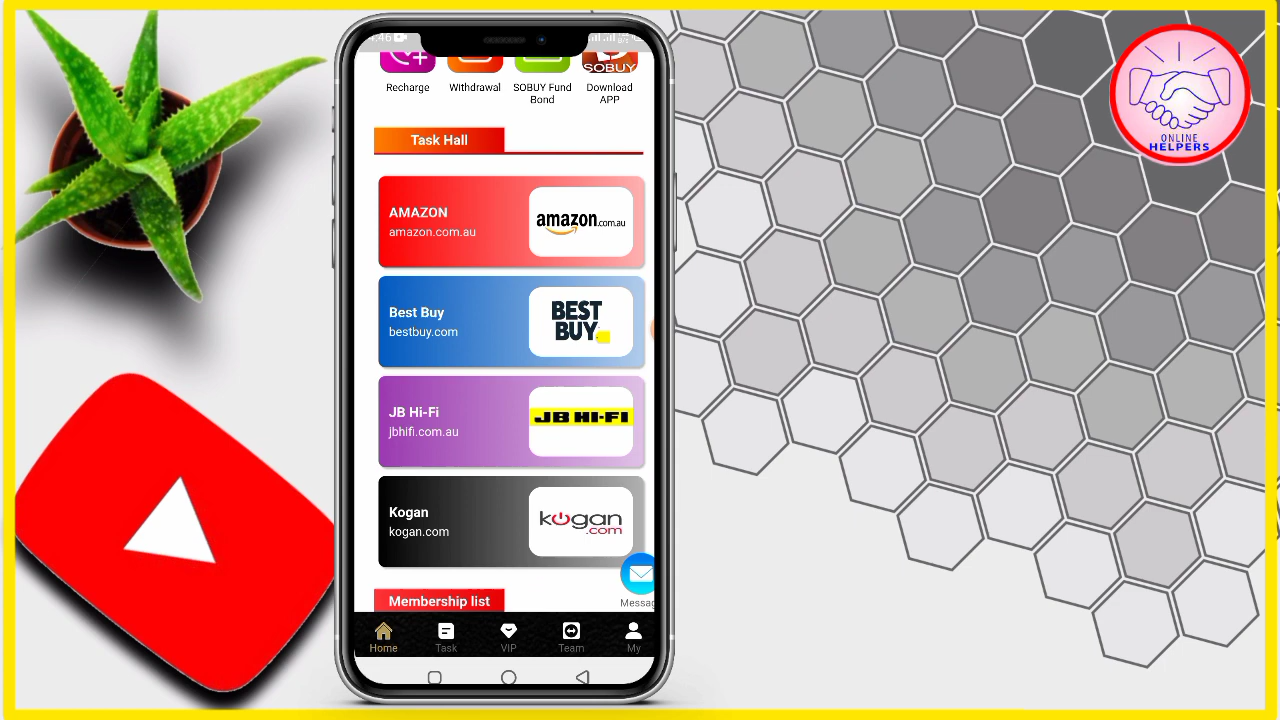 :46
SOBUY
Recharge
Withdrawal
SOBUY Fund
Bond
Download
APP
Task Hall
AMAZON
amazon.com.au
amazon.com.au
Best Buy
bestbuy.com
BEST
BUY
JB Hi-Fi
jbhifi.com.au
JB HI-FI
Kogan
kogan.com
kogan
.com
Messag
Membership list
Home
Task
VIP
Team
My
ONLINE
HELPERS